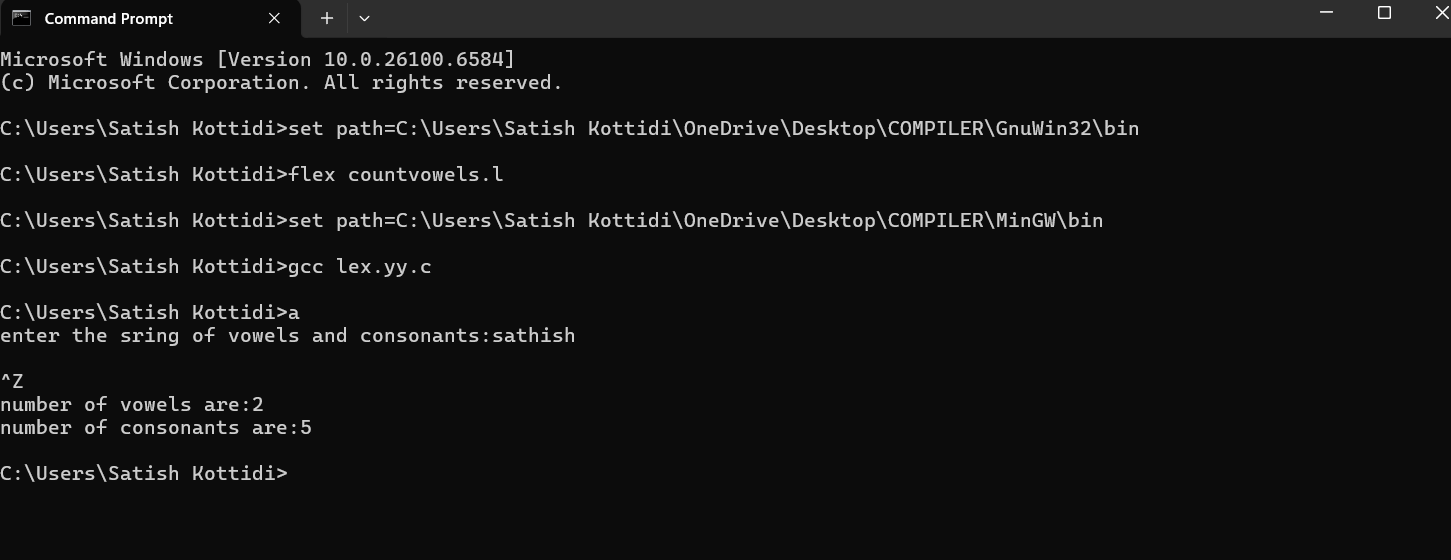 Command Prompt
Microsoft Windows [Version 10.0.26100.6584]
(c) Microsoft Corporation. All rights reserved.
C:\Users\Satish Kottidi>set path=C:\Users\Satish Kottidi\OneDrive\Desktop\COMPILER\GnuWin32\bin
C:\Users\Satish Kottidi>flex countvowels.l
C:\Users\Satish Kottidi>set path=C:\Users\Satish Kottidi\OneDrive\Desktop\COMPILER\MinGW\bin
C:\Users\Satish Kottidi>gcc lex.yy.c
C:\Users\Satish Kottidi>a
enter the sring of vowels and consonants:sathish
^Z
number of vowels are:2
number of consonants are:5
C:\Users\Satish Kottidi>